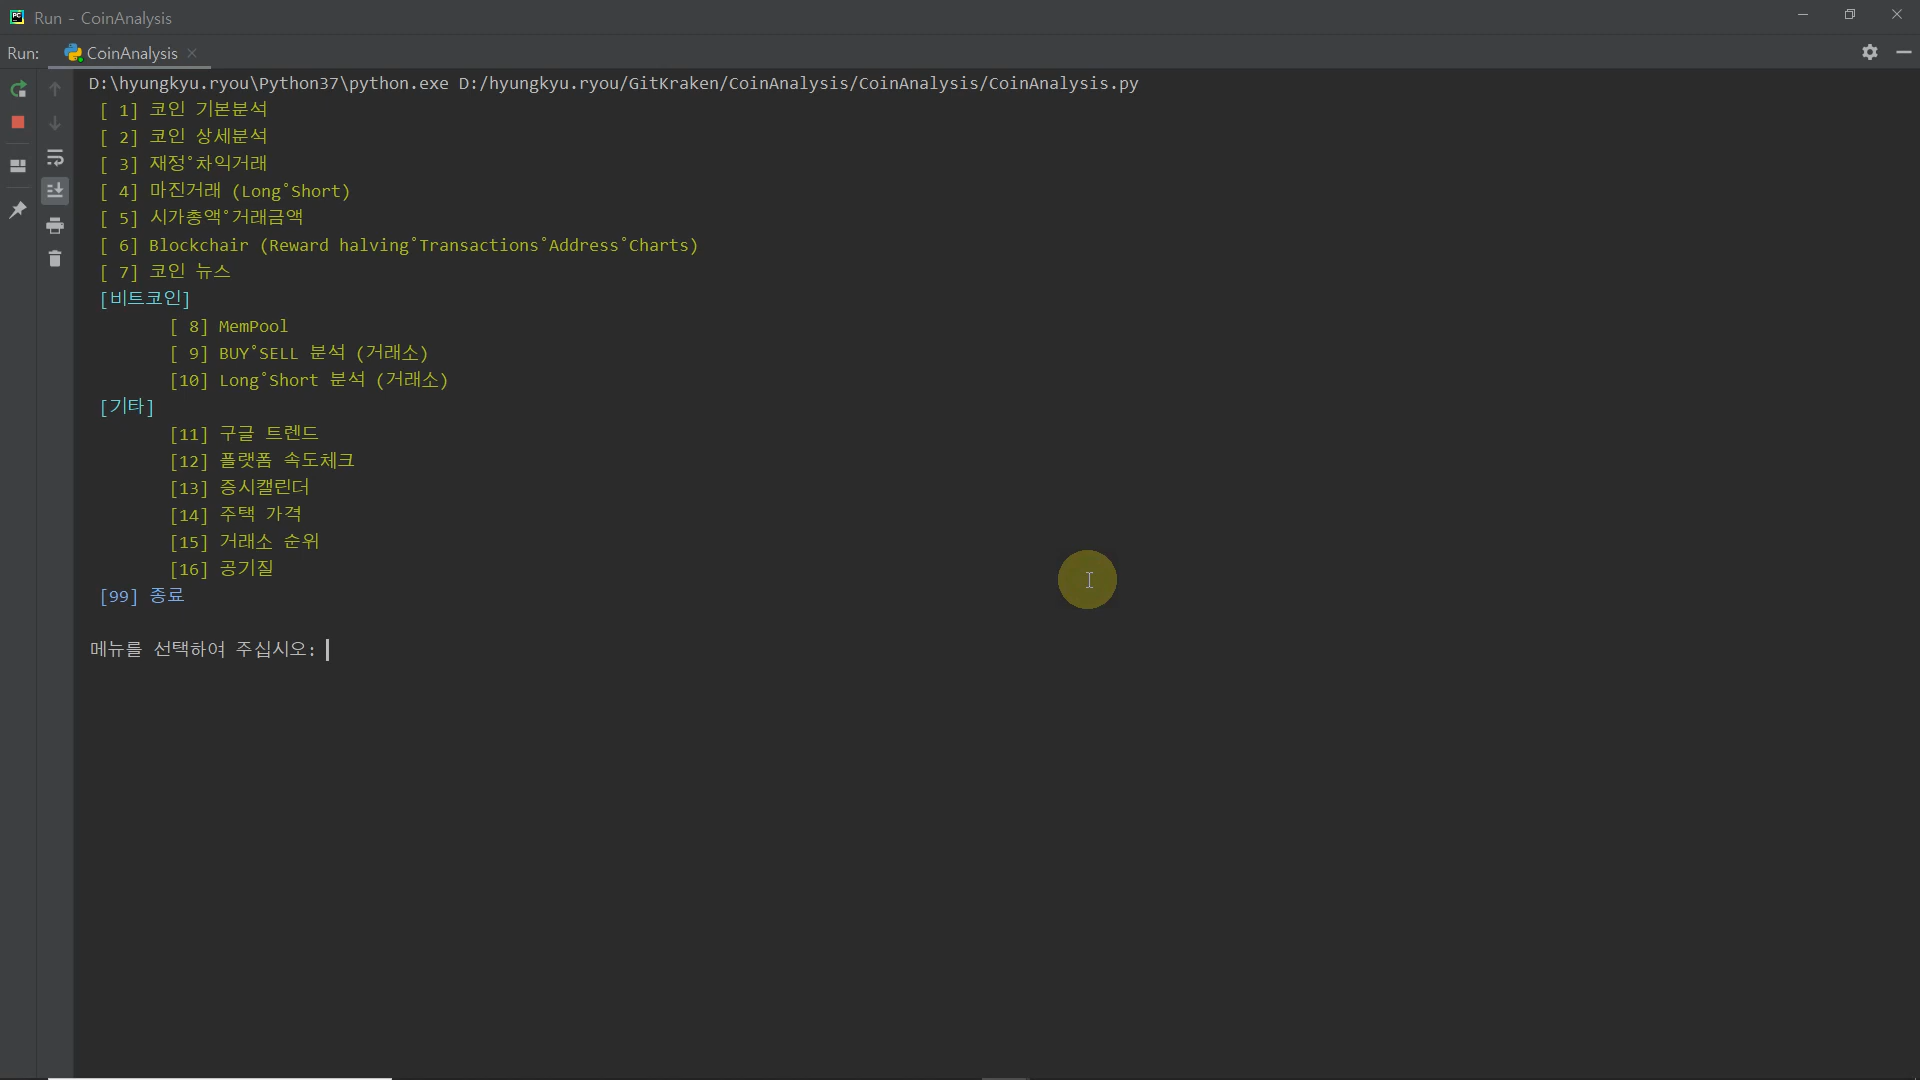 Run - CoinAnalysis
Run: CoinAnalysis
D:\hyungkyu.ryou\Python37\python.exe D:/hyungkyu.ryou/GitKraken/CoinAnalysis/CoinAnalysis/CoinAnalysis.py
[ 1] 코인 기본분석
[ 2] 코인 상세분석
[ 3] 재정˚차익거래
[ 4] 마진거래 (Long˚Short)
[ 5] 시가총액˚거래금액
[ 6] Blockchair (Reward halving˚Transactions˚Address˚Charts)
[ 7] 코인 뉴스
[비트코인]
[ 8] MemPool
[ 9] BUY˚SELL 분석 (거래소)
[10] Long˚Short 분석 (거래소)
[기타]
[11] 구글 트렌드
[12] 플랫폼 속도체크
[13] 증시캘린더
[14] 주택 가격
[15] 거래소 순위
[16] 공기질
[99] 종료
메뉴를 선택하여 주십시오: